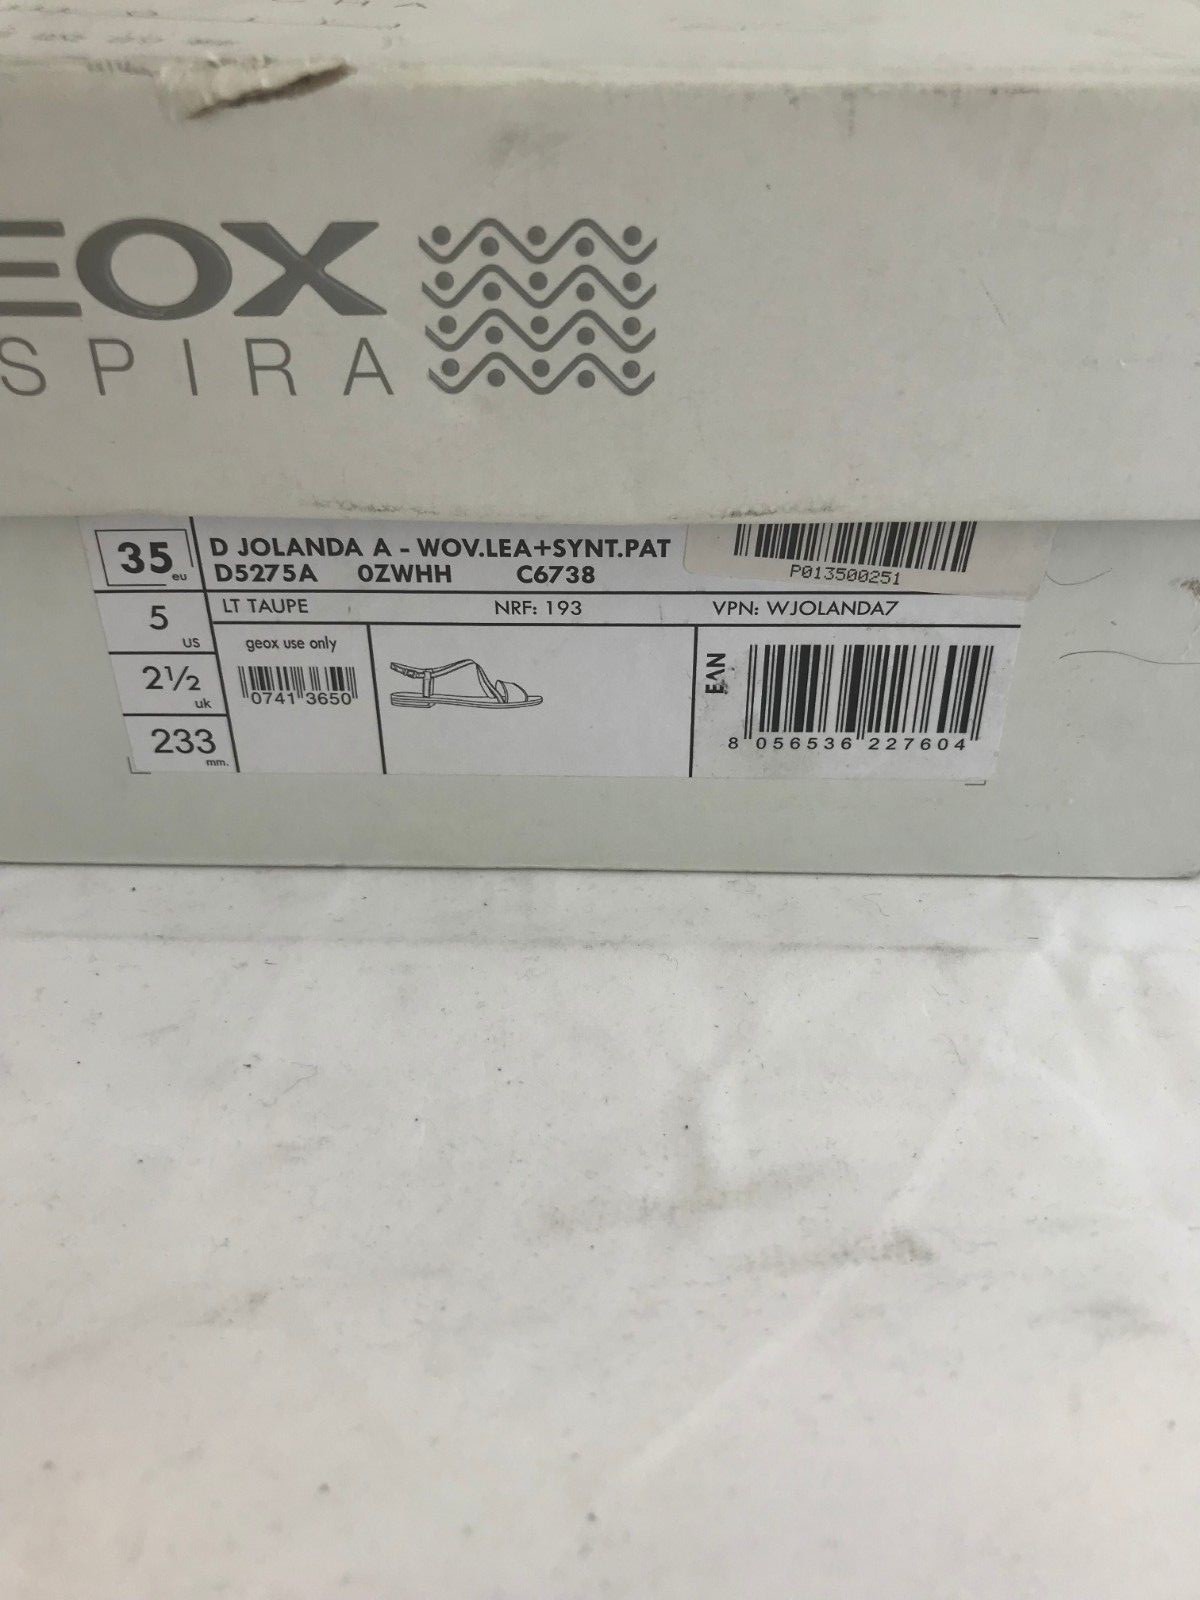 EOX
SPIRA
35 eu
D JOLANDA A - WOV.LEA+SYNT.PAT
D5275A 0ZWHH C6738
P013500251
5 US
LT TAUPE NRF: 193 VPN: WJOLANDA7
geox use only
2½ uk
0741 3650
EAN
233 mm.
8 056536 227604